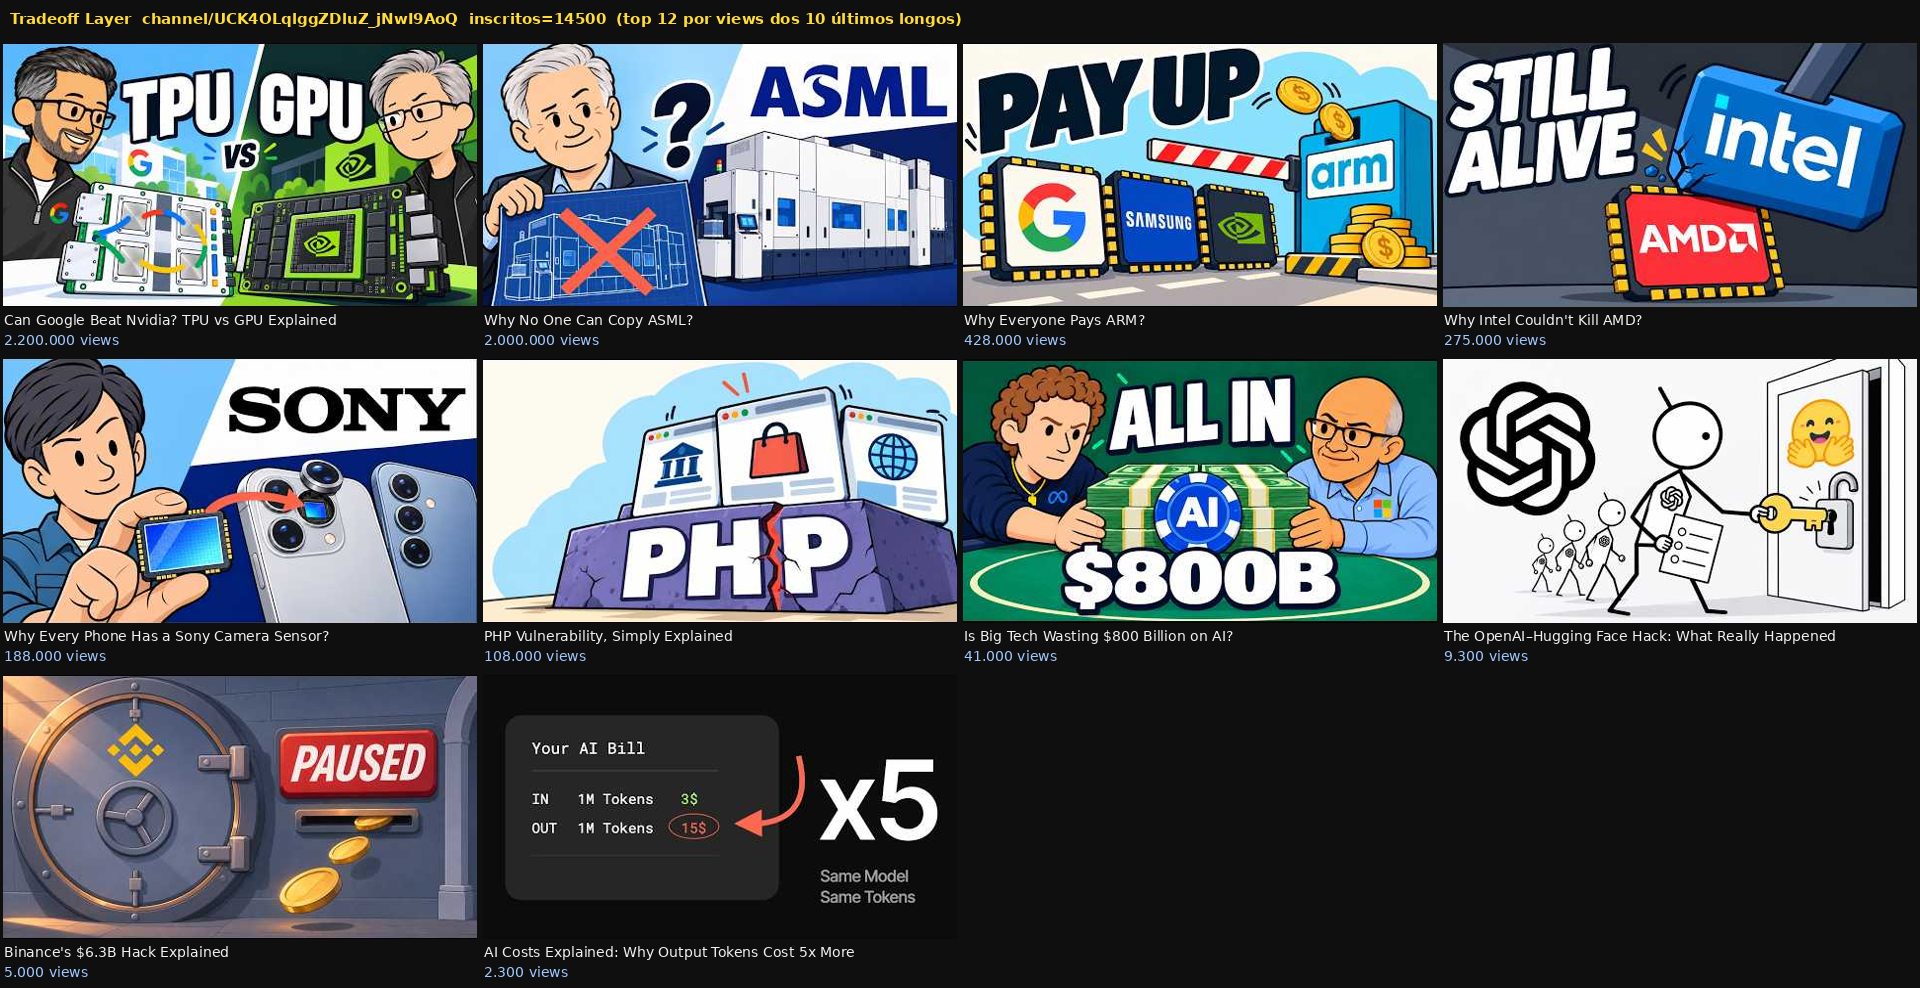 Tradeoff Layer channel/UCK4OLqIggZDIuZ_jNwI9AoQ inscritos=14500 (top 12 por views dos 10 últimos longos)
TPU VS GPU
Can Google Beat Nvidia? TPU vs GPU Explained
2.200.000 views
?
ASML
Why No One Can Copy ASML?
2.000.000 views
PAY UP
arm
SAMSUNG
Why Everyone Pays ARM?
428.000 views
STILL
ALIVE
intel
AMD
Why Intel Couldn't Kill AMD?
275.000 views
SONY
Why Every Phone Has a Sony Camera Sensor?
188.000 views
PHP
PHP Vulnerability, Simply Explained
108.000 views
ALL IN
AI
$800B
Is Big Tech Wasting $800 Billion on AI?
41.000 views
The OpenAI–Hugging Face Hack: What Really Happened
9.300 views
PAUSED
Binance's $6.3B Hack Explained
5.000 views
Your AI Bill
IN 1M Tokens 3$
OUT 1M Tokens 15$
x5
Same Model
Same Tokens
AI Costs Explained: Why Output Tokens Cost 5x More
2.300 views